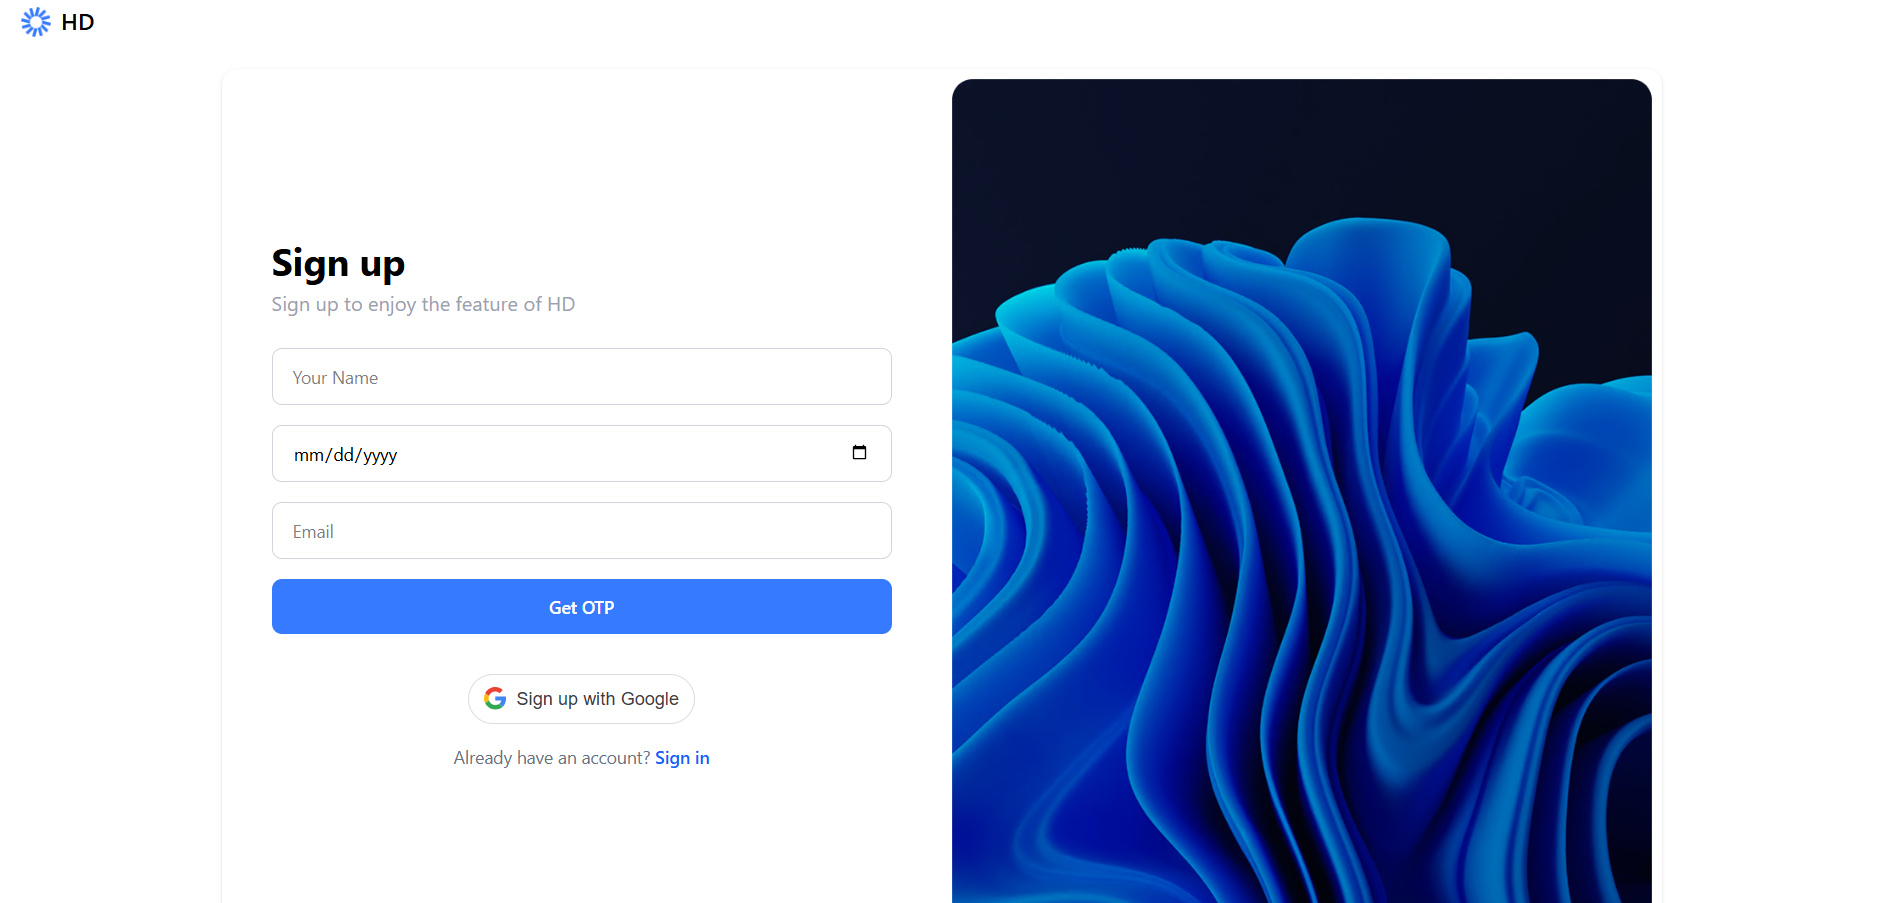 HD
Sign up
Sign up to enjoy the feature of HD
Your Name
mm/dd/yyyy
Email
Get OTP
Sign up with Google
Already have an account? Sign in